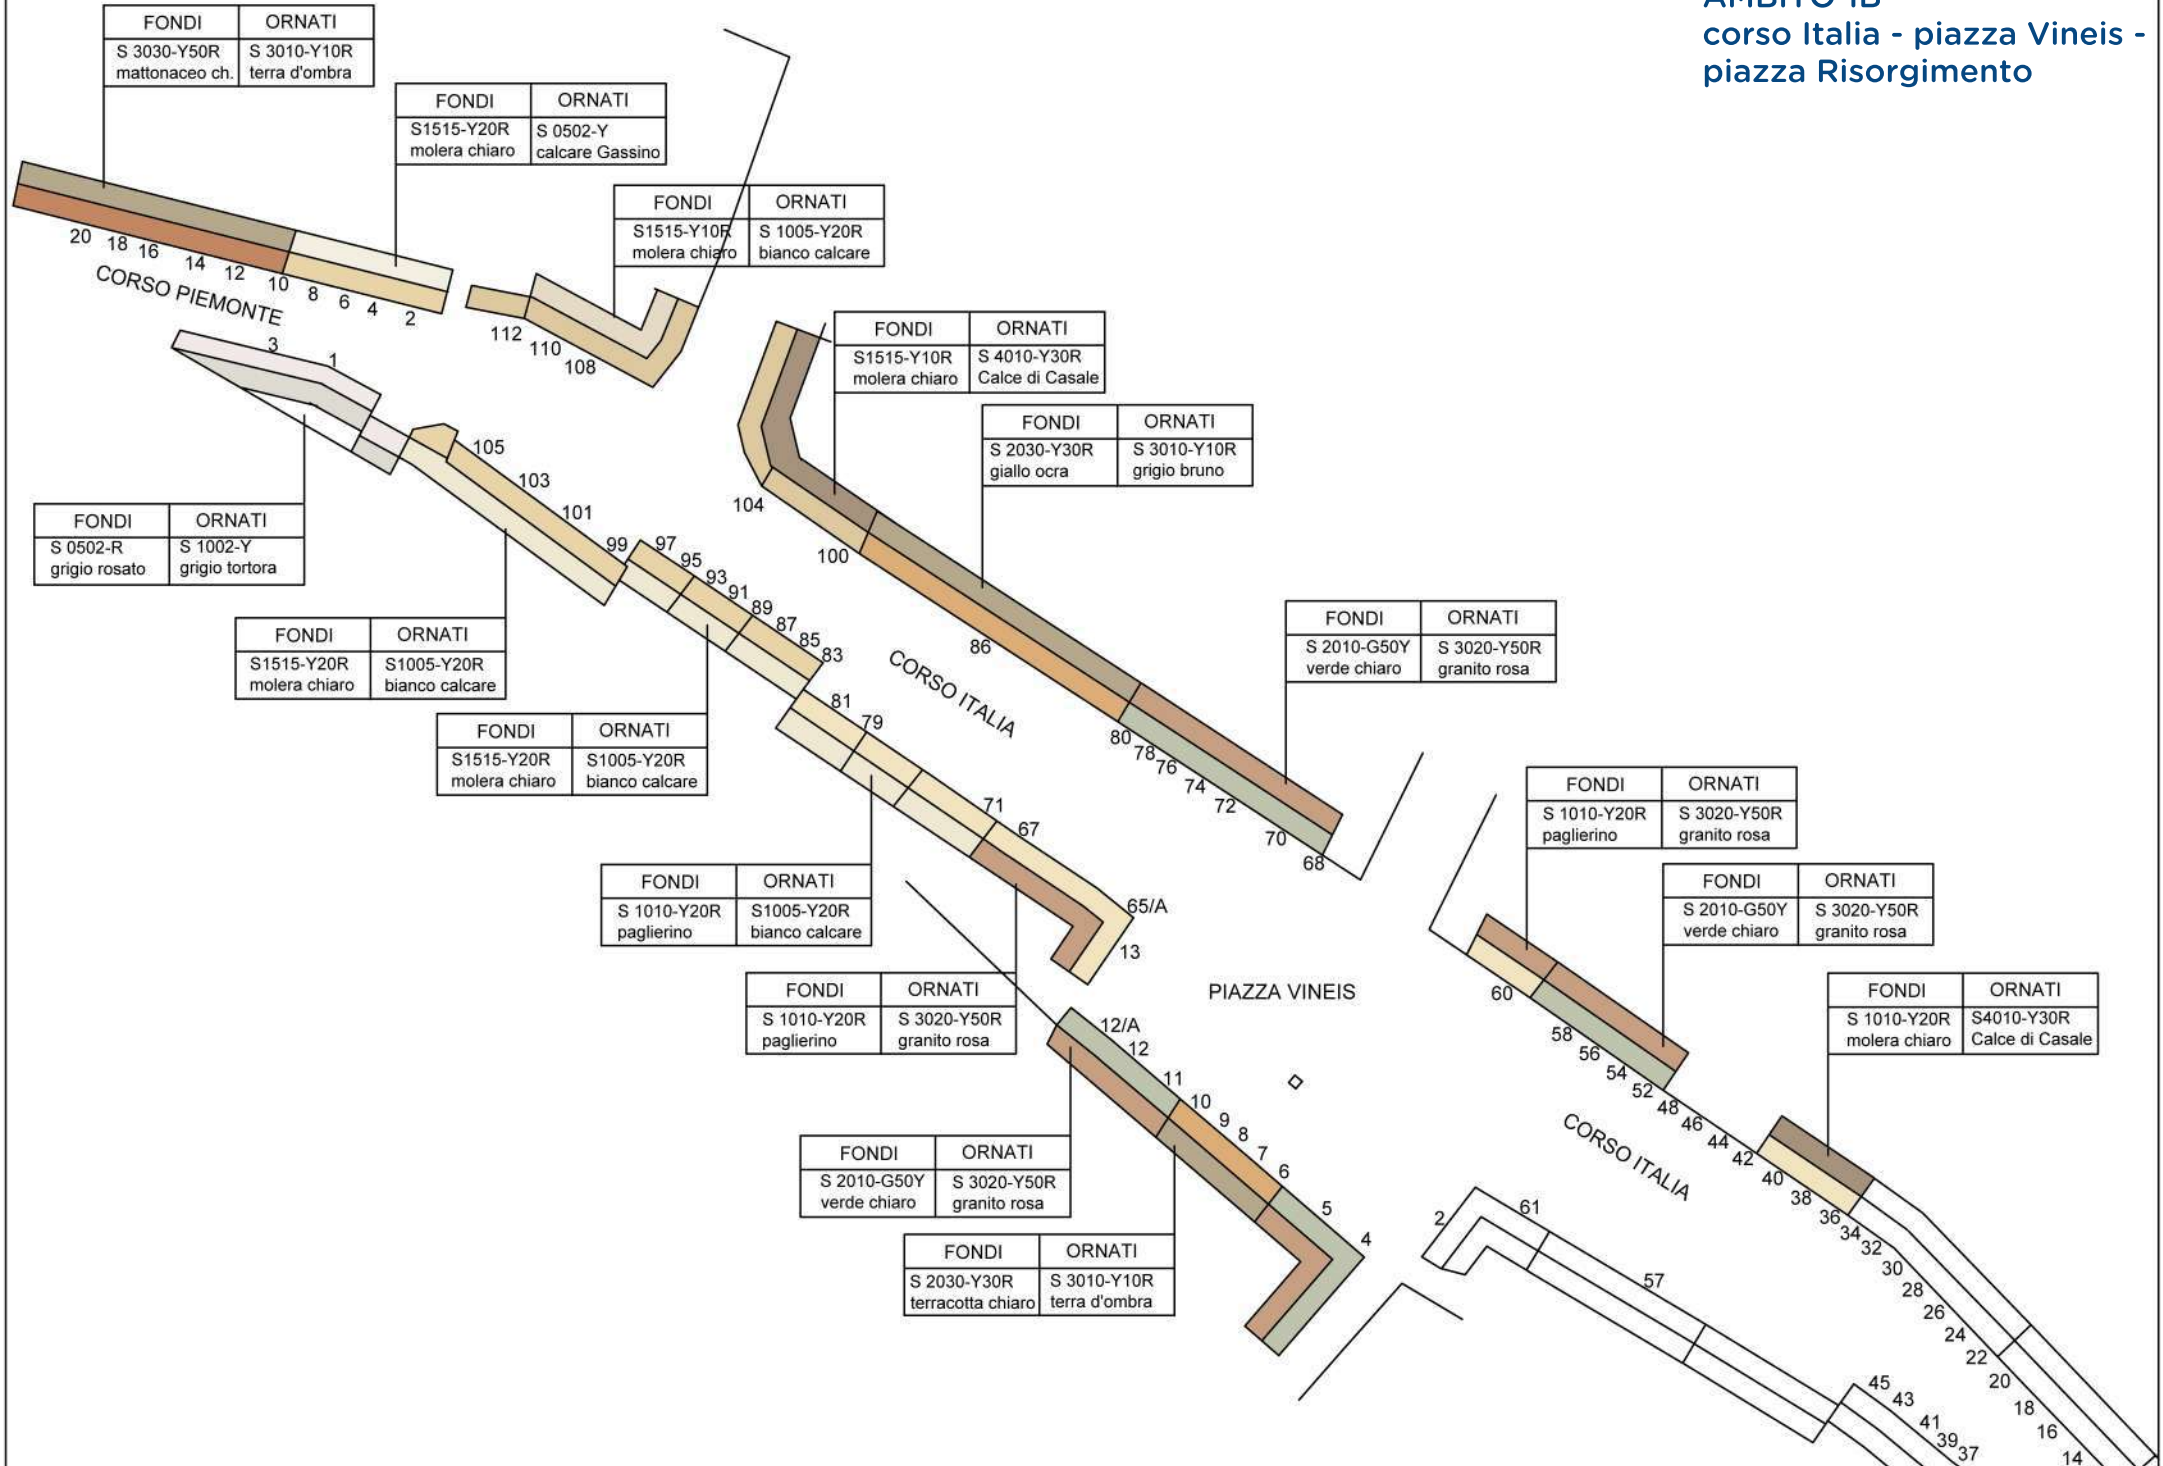 AMBITO 1B
corso Italia - piazza Vineis -
piazza Risorgimento
FONDI ORNATI
S 3030-Y50R S 3010-Y10R
mattonaceo ch. terra d'ombra
FONDI ORNATI
S1515-Y20R S 0502-Y
molera chiaro calcare Gassino
FONDI ORNATI
S1515-Y10R S 1005-Y20R
molera chiaro bianco calcare
20 18 16 14 12 10 8 6 4 2
CORSO PIEMONTE
112 110 108
3 1
FONDI ORNATI
S1515-Y10R S 4010-Y30R
molera chiaro Calce di Casale
FONDI ORNATI
S 2030-Y30R S 3010-Y10R
giallo ocra grigio bruno
104
100
86
105
103
101
99
97
95
93
91
89
87
85
83
FONDI ORNATI
S 0502-R S 1002-Y
grigio rosato grigio tortora
FONDI ORNATI
S1515-Y20R S1005-Y20R
molera chiaro bianco calcare
FONDI ORNATI
S1515-Y20R S1005-Y20R
molera chiaro bianco calcare
CORSO ITALIA
FONDI ORNATI
S 2010-G50Y S 3020-Y50R
verde chiaro granito rosa
80
78
76
74
72
70
68
81
79
71
67
65/A
13
FONDI ORNATI
S 1010-Y20R S 3020-Y50R
paglierino granito rosa
FONDI ORNATI
S 2010-G50Y S 3020-Y50R
verde chiaro granito rosa
FONDI ORNATI
S 1010-Y20R S1005-Y20R
paglierino bianco calcare
FONDI ORNATI
S 1010-Y20R S 3020-Y50R
paglierino granito rosa
PIAZZA VINEIS
FONDI ORNATI
S 1010-Y20R S4010-Y30R
molera chiaro Calce di Casale
60
58
56
54
52
48
46
44
42
40
38
36
34
32
30
28
26
24
22
20
18
16
14
12/A
12
11
10
9
8
7
6
5
4
CORSO ITALIA
FONDI ORNATI
S 2010-G50Y S 3020-Y50R
verde chiaro granito rosa
FONDI ORNATI
S 2030-Y30R S 3010-Y10R
terracotta chiaro terra d'ombra
2
61
57
45
43
41
39
37